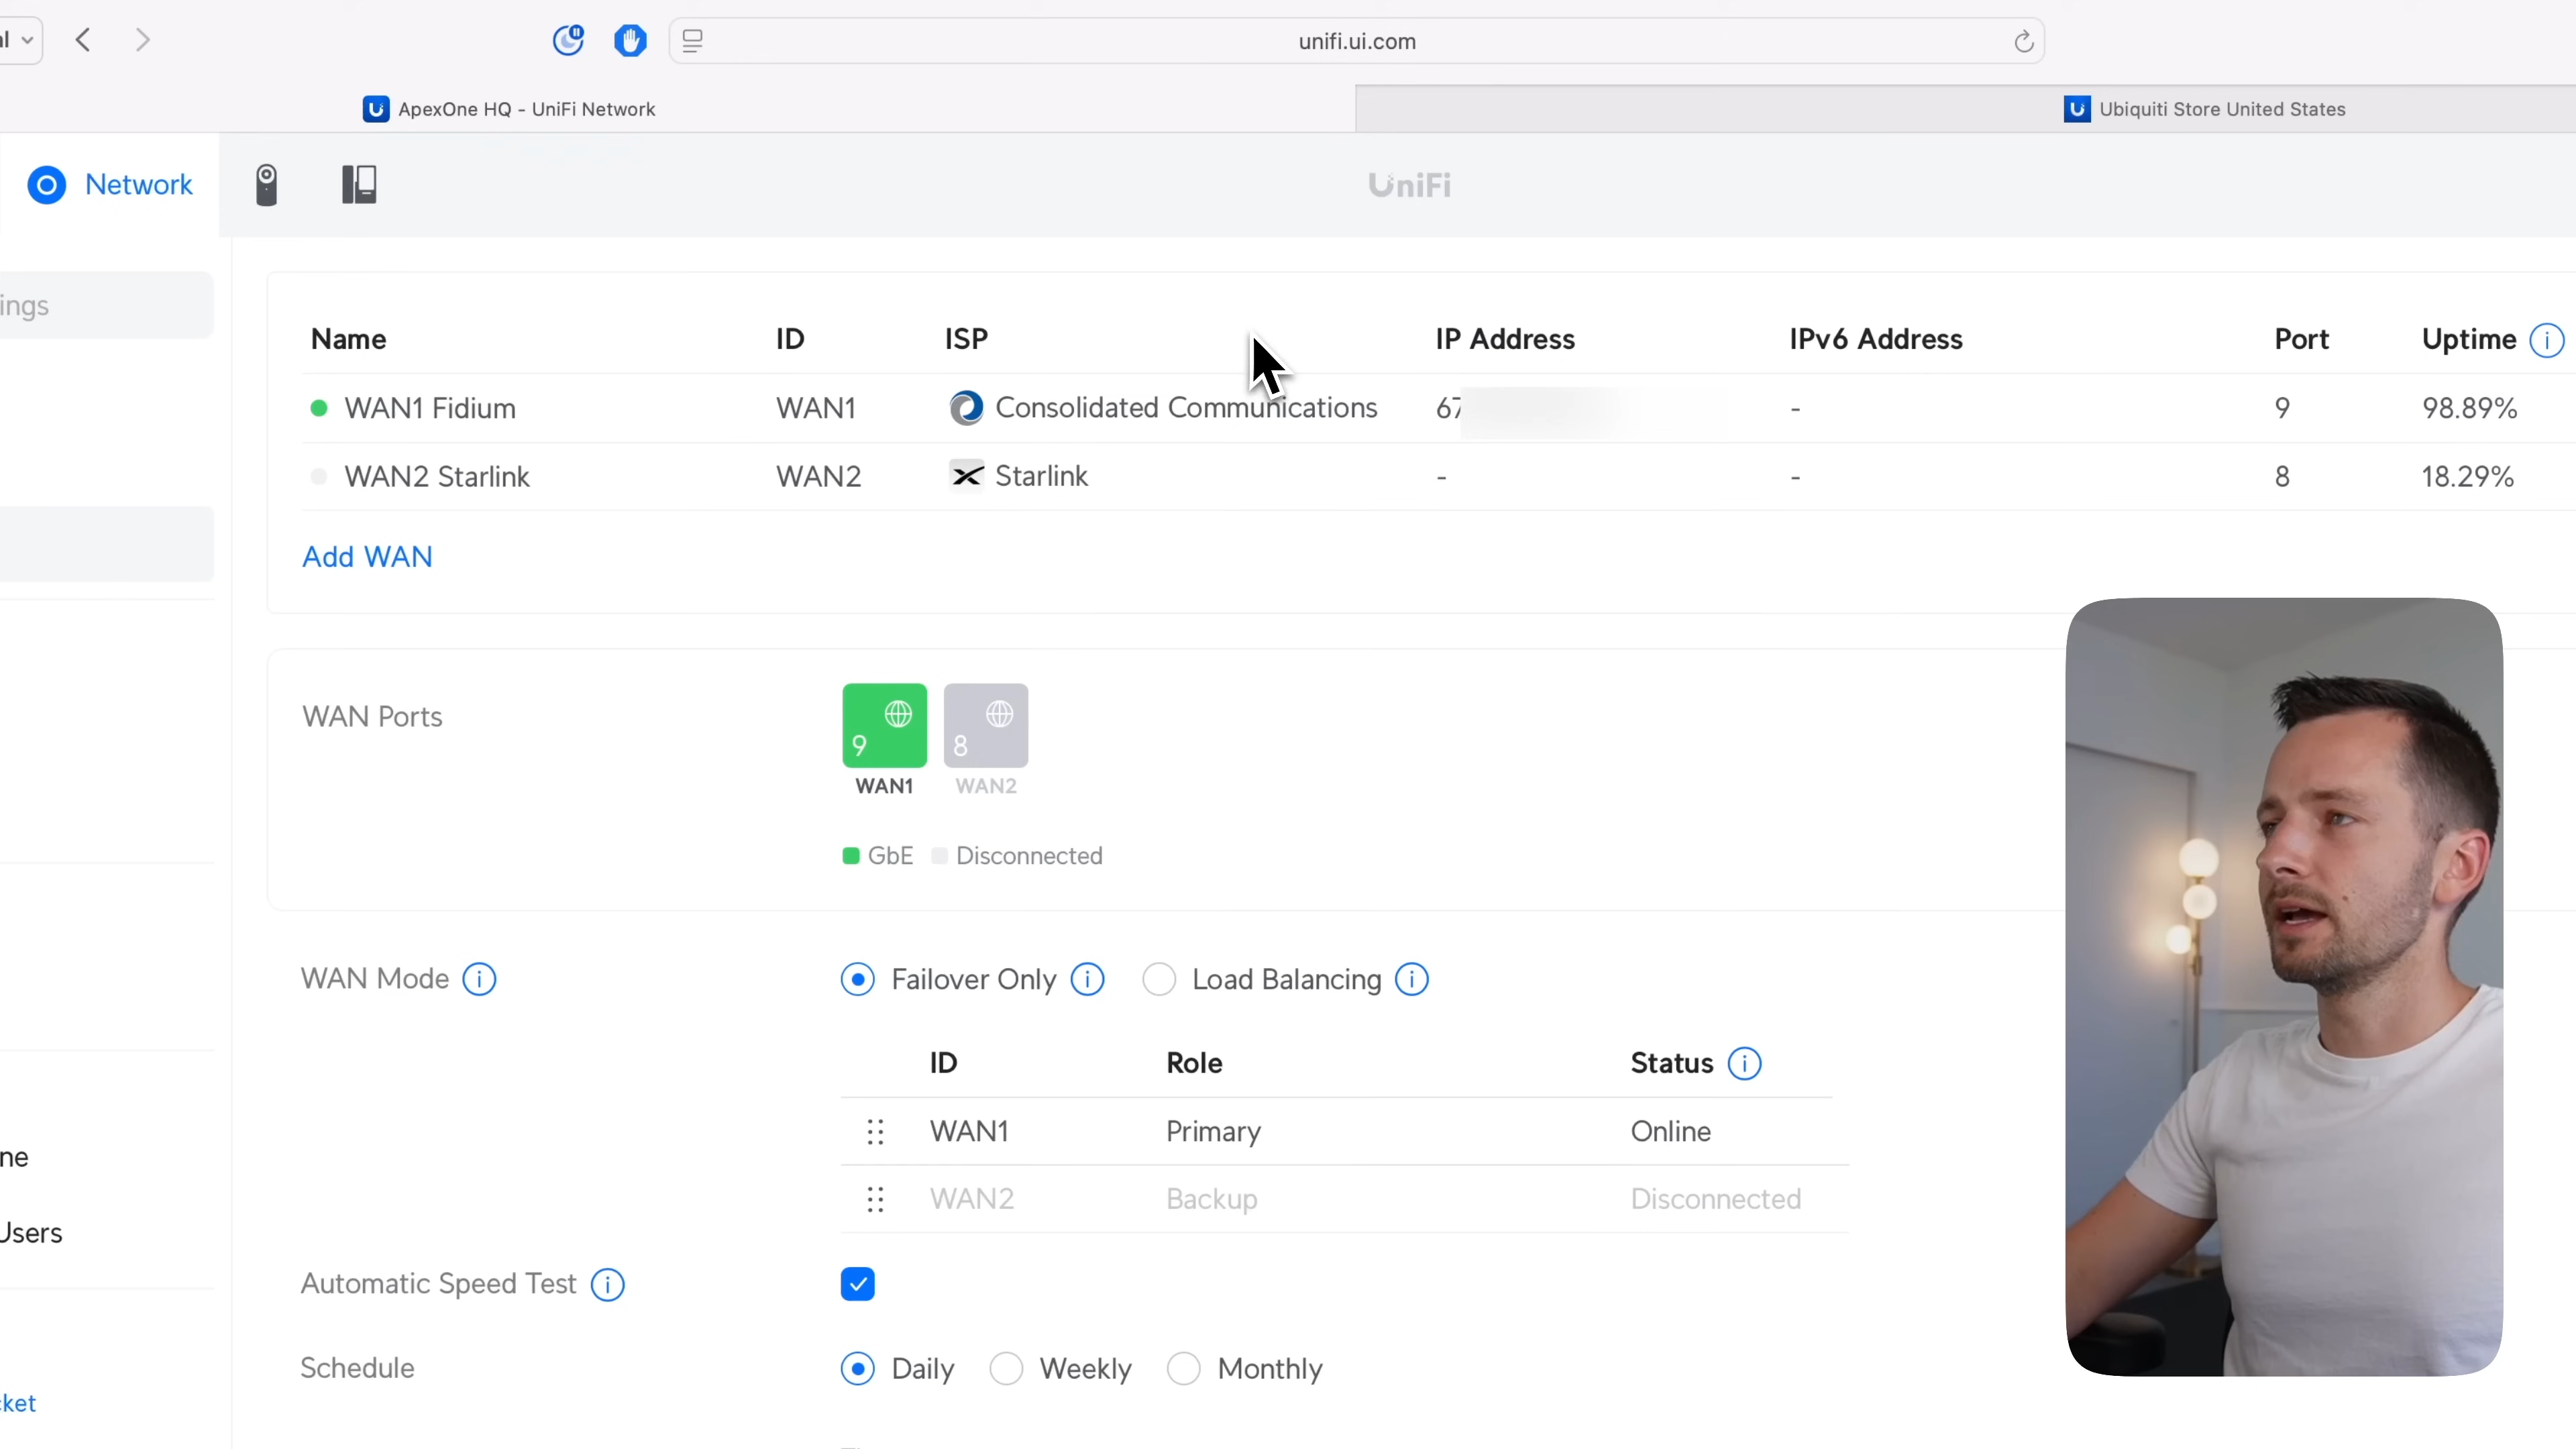 unifi.ui.com
ApexOne HQ - UniFi Network
Ubiquiti Store United States
Network
UniFi
ings
Name ID ISP IP Address IPv6 Address Port Uptime
WAN1 Fidium WAN1 Consolidated Communications 67 - 9 98.89%
WAN2 Starlink WAN2 Starlink - - 8 18.29%
Add WAN
WAN Ports
9 8
WAN1 WAN2
GbE Disconnected
WAN Mode Failover Only Load Balancing
ID Role Status
WAN1 Primary Online
ne
WAN2 Backup Disconnected
Users
Automatic Speed Test
Schedule Daily Weekly Monthly
cket